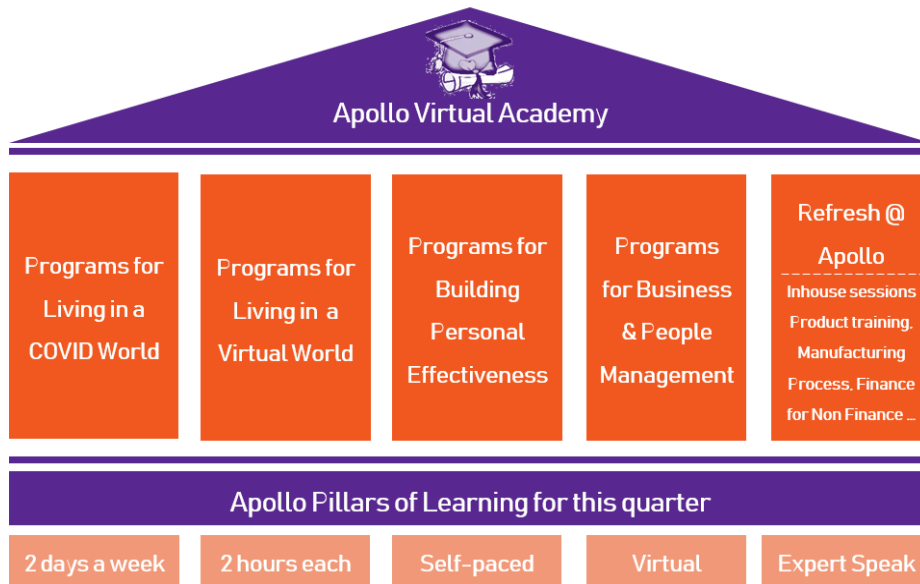 Apollo Virtual Academy
Programs for
Living in a
COVID World
Programs for
Living in a
Virtual World
Programs for
Building
Personal
Effectiveness
Programs
for Business
& People
Management
Refresh @
Apollo
Inhouse sessions
Product training,
Manufacturing
Process, Finance
for Non Finance ...
Apollo Pillars of Learning for this quarter
2 days a week
2 hours each
Self-paced
Virtual
Expert Speak